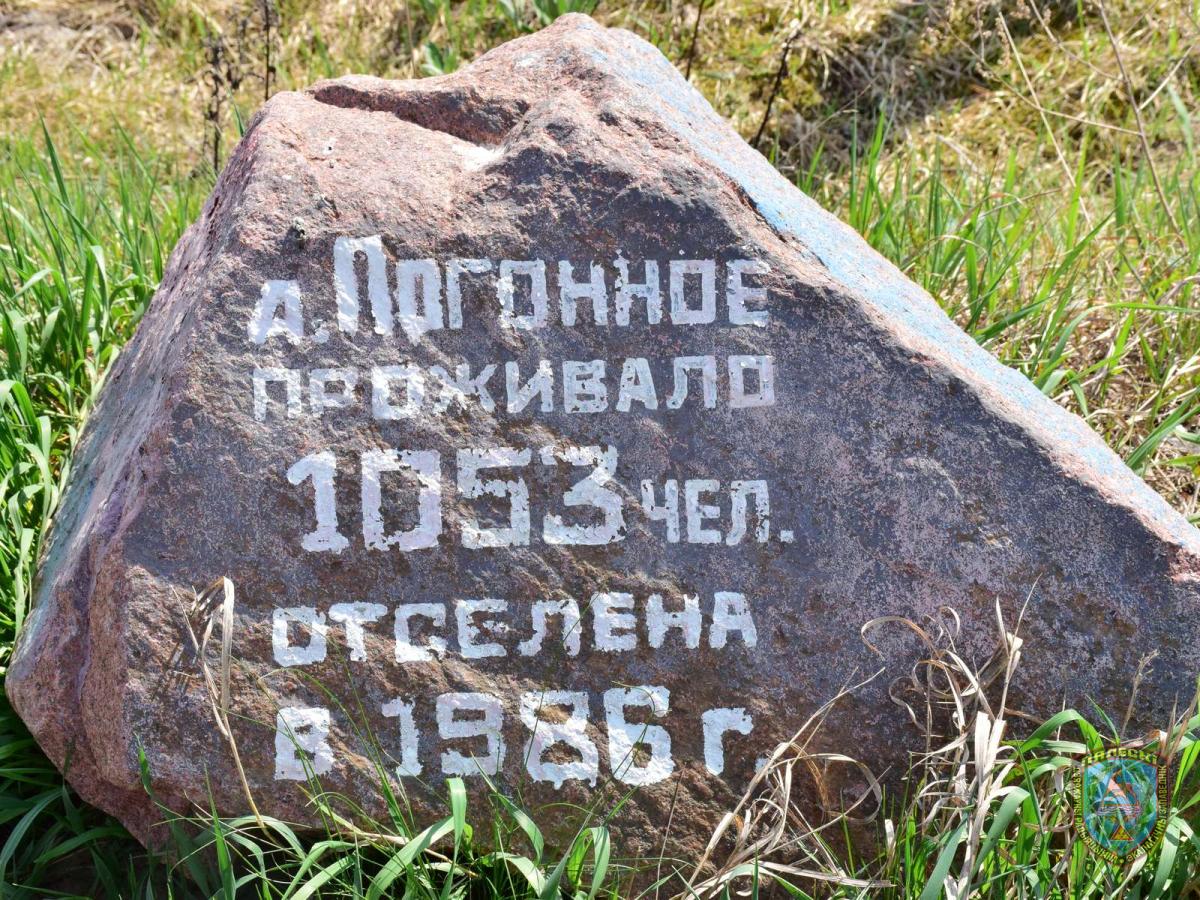 д. Погонное
проживало
1053 чел.
отселена
в 1986 г.